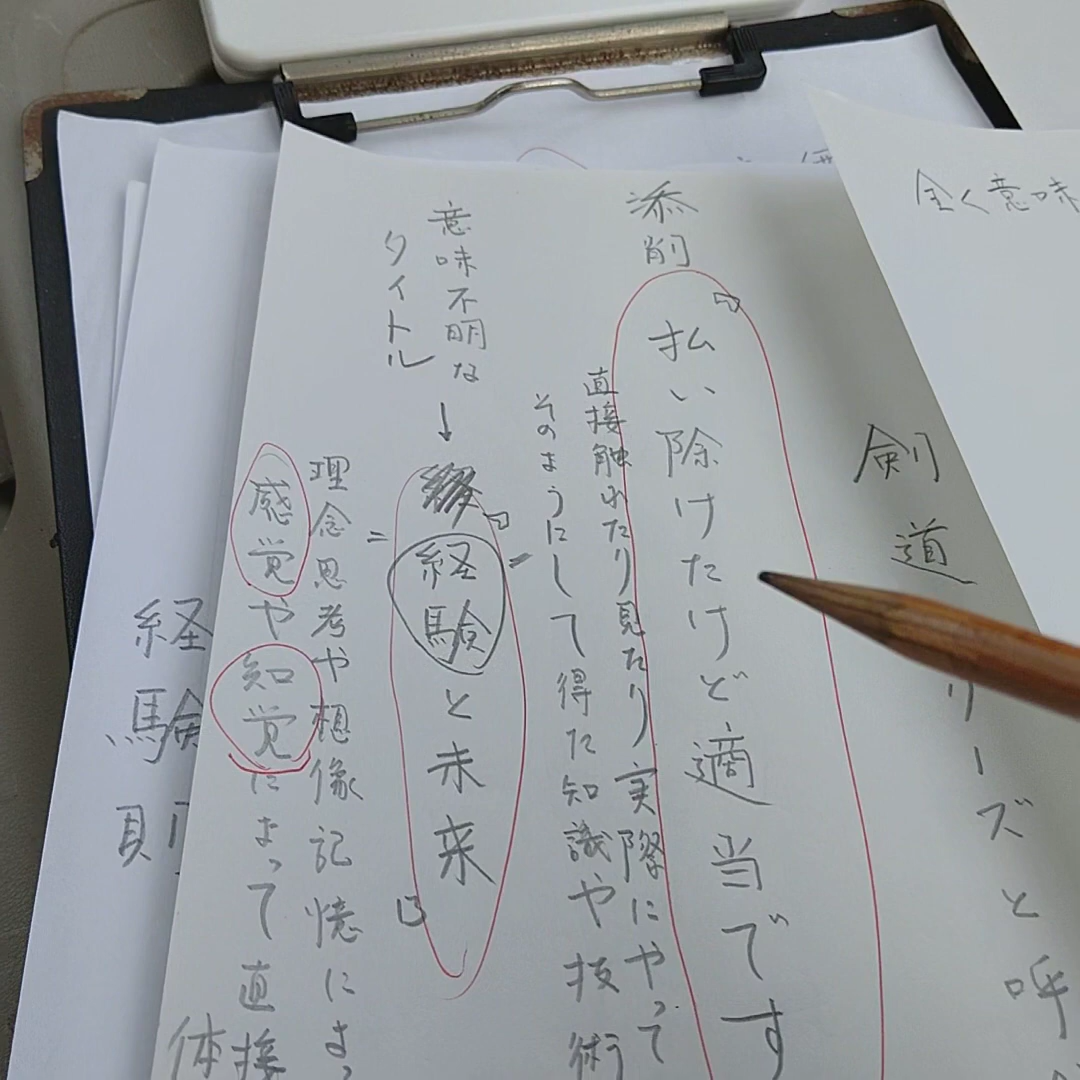 全く意味
剣道
リーズと呼
添削
払い除けたけど適当です
直接触れたり見たり実際にやって
そのようにして得た知識や技術
意味不明な
タイトル
↓
『経験と未来』
=
=
理念思考や想像記憶によっ
感覚や知覚によって直接
体
経験